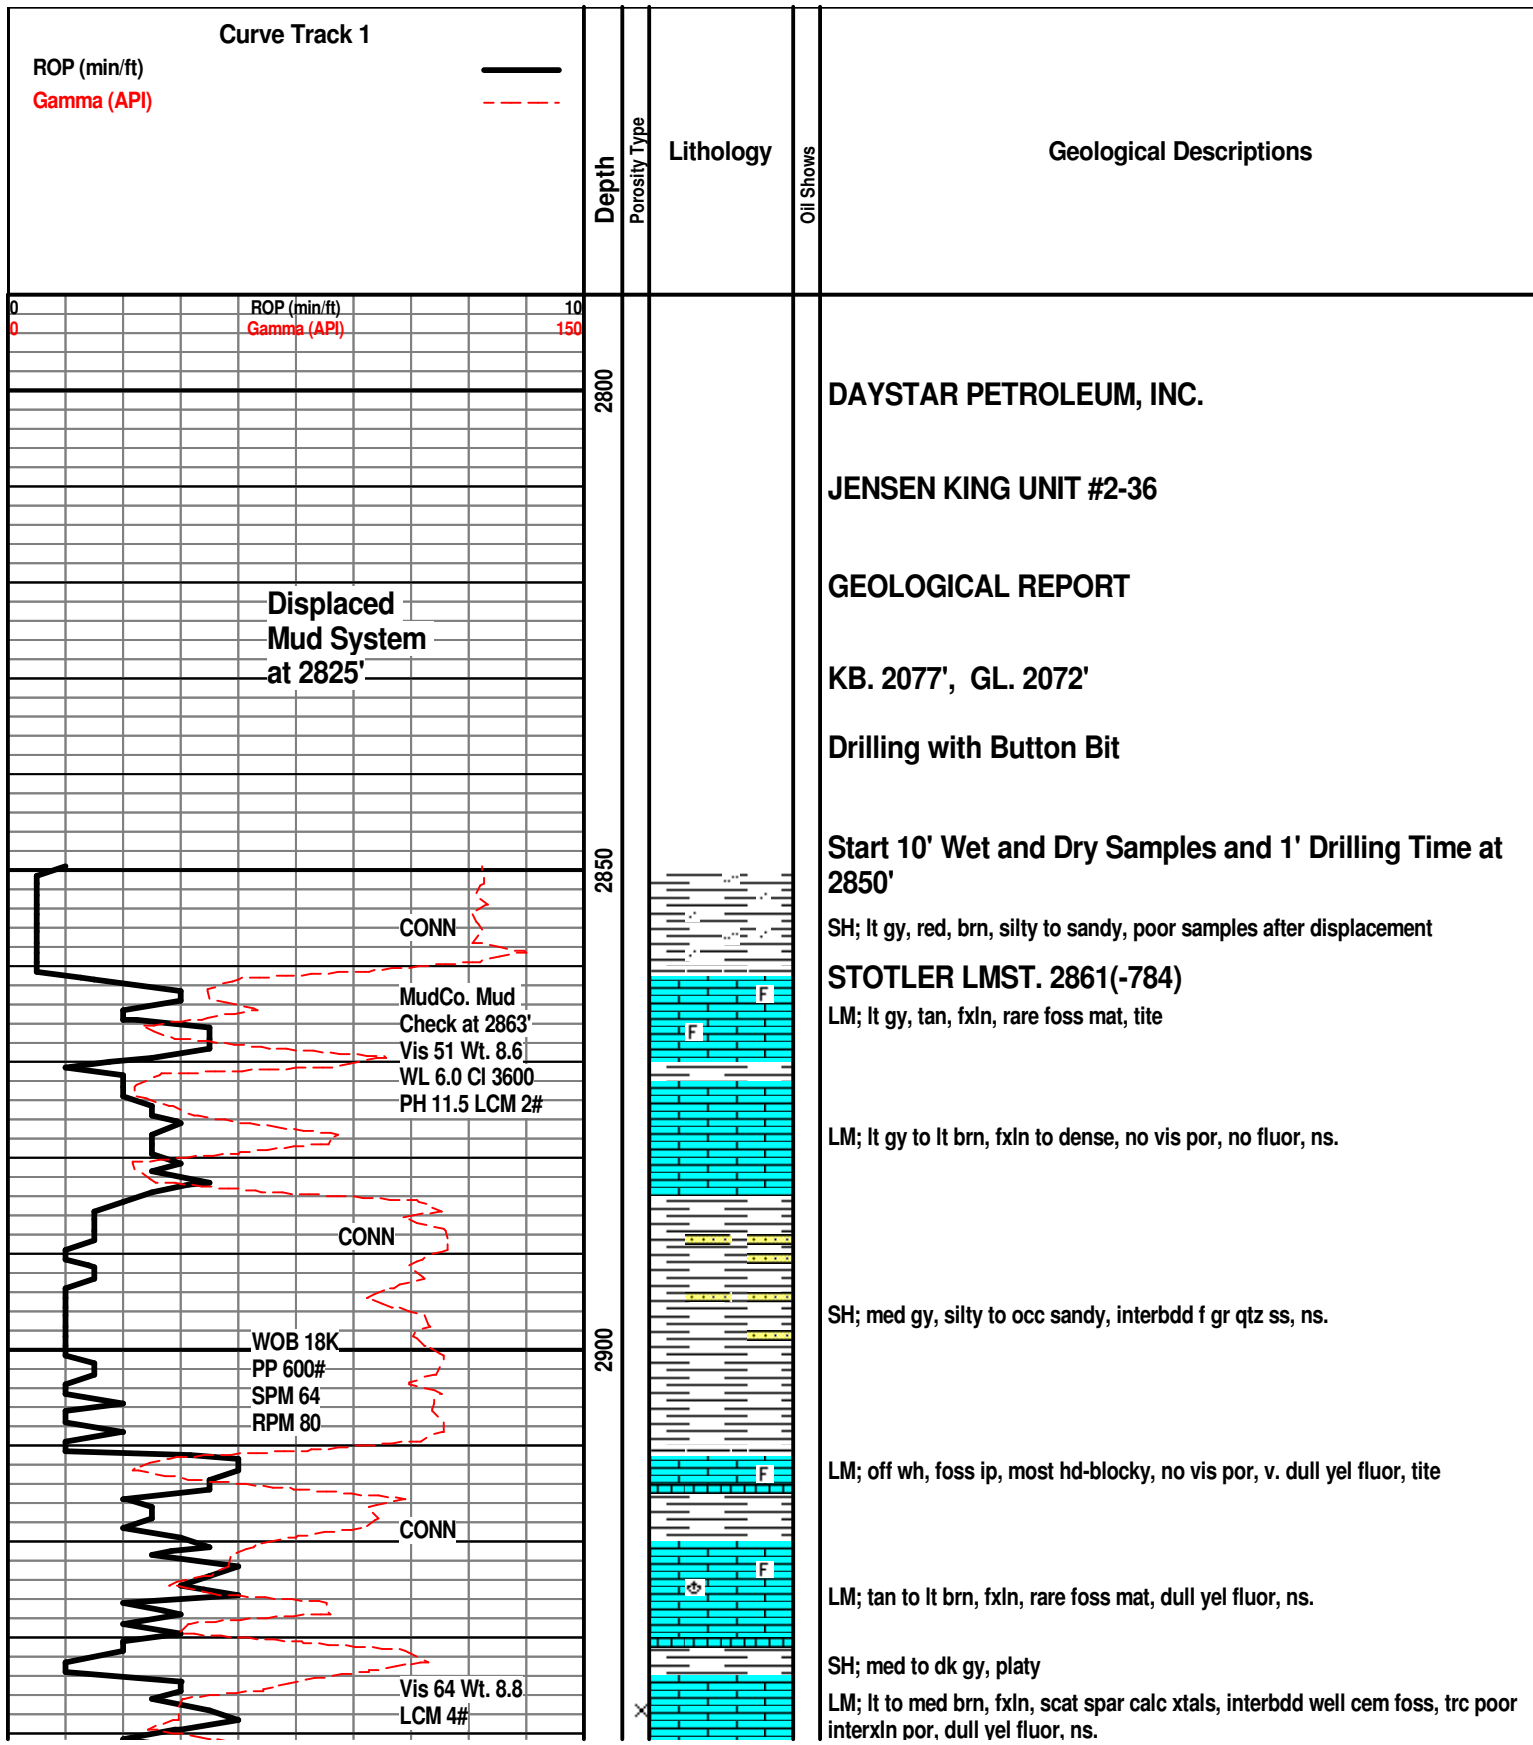 Curve Track 1
ROP (min/ft)
Gamma (API)
Depth
Porosity Type
Lithology
Oil Shows
Geological Descriptions
0 ROP (min/ft) 10
0 Gamma (API) 150
2800
DAYSTAR PETROLEUM, INC.
JENSEN KING UNIT #2-36
GEOLOGICAL REPORT
Displaced
Mud System
at 2825'
KB. 2077', GL. 2072'
Drilling with Button Bit
Start 10' Wet and Dry Samples and 1' Drilling Time at
2850'
2850
CONN
SH; lt gy, red, brn, silty to sandy, poor samples after displacement
STOTLER LMST. 2861(-784)
F
MudCo. Mud
Check at 2863'
Vis 51 Wt. 8.6
WL 6.0 Cl 3600
PH 11.5 LCM 2#
LM; lt gy, tan, fxln, rare foss mat, tite
F
LM; lt gy to lt brn, fxln to dense, no vis por, no fluor, ns.
CONN
SH; med gy, silty to occ sandy, interbdd f gr qtz ss, ns.
2900
WOB 18K
PP 600#
SPM 64
RPM 80
F
LM; off wh, foss ip, most hd-blocky, no vis por, v. dull yel fluor, tite
CONN
F
LM; tan to lt brn, fxln, rare foss mat, dull yel fluor, ns.
SH; med to dk gy, platy
Vis 64 Wt. 8.8
LCM 4#
LM; lt to med brn, fxln, scat spar calc xtals, interbdd well cem foss, trc poor
interxln por, dull yel fluor, ns.